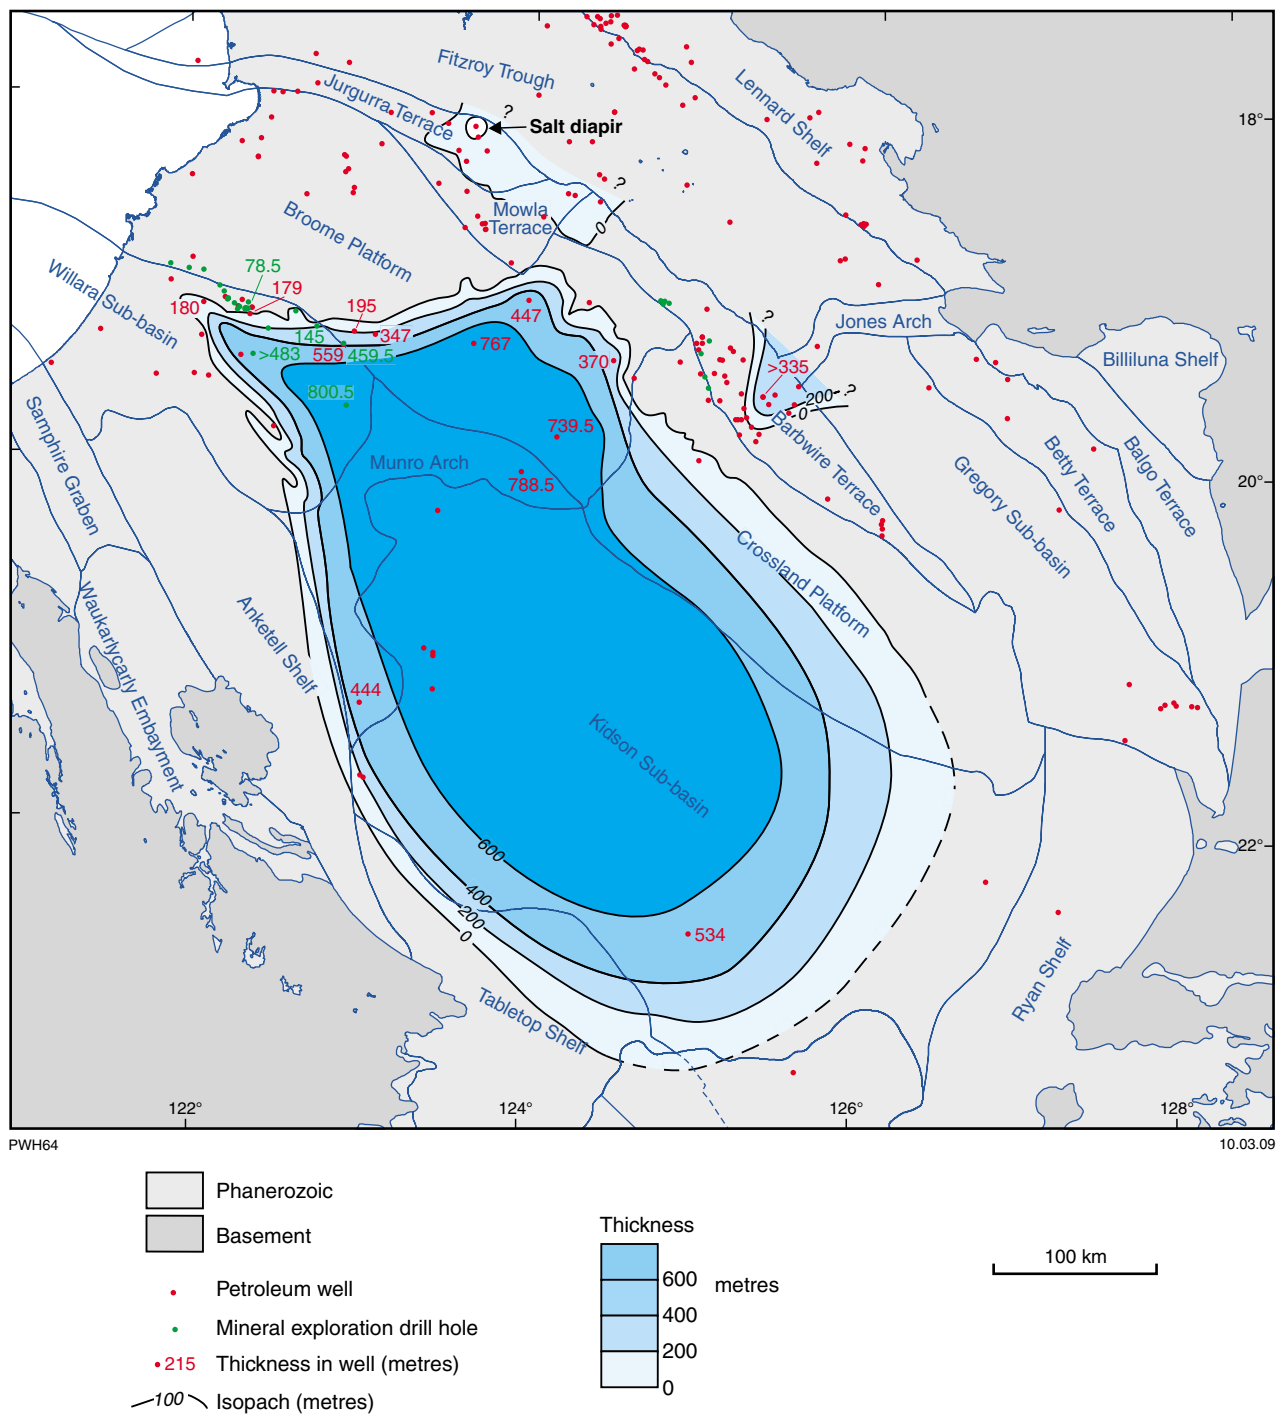 Fitzroy Trough
Lennard Shelf
Jurgurra Terrace
?
Salt diapir
18°
?
Mowla
Terrace
0
Broome Platform
Willara Sub-basin
78.5
179
180
195
145
347
447
>483
559
459.5
767
370
800.5
?
Jones Arch
Billiluna Shelf
>335
200
?
0
739.5
Munro Arch
788.5
Barbwire Terrace
Samphire Graben
Gregory Sub-basin
Betty Terrace
Balgo Terrace
20°
Crossland Platform
Waukarlycarly Embayment
Anketell Shelf
444
Kidson Sub-basin
600
400
200
0
22°
534
Ryan Shelf
Tabletop Shelf
122°
124°
126°
128°
PWH64
10.03.09
Phanerozoic
Basement
Petroleum well
Mineral exploration drill hole
215 Thickness in well (metres)
100 Isopach (metres)
Thickness
600
metres
400
200
0
100 km